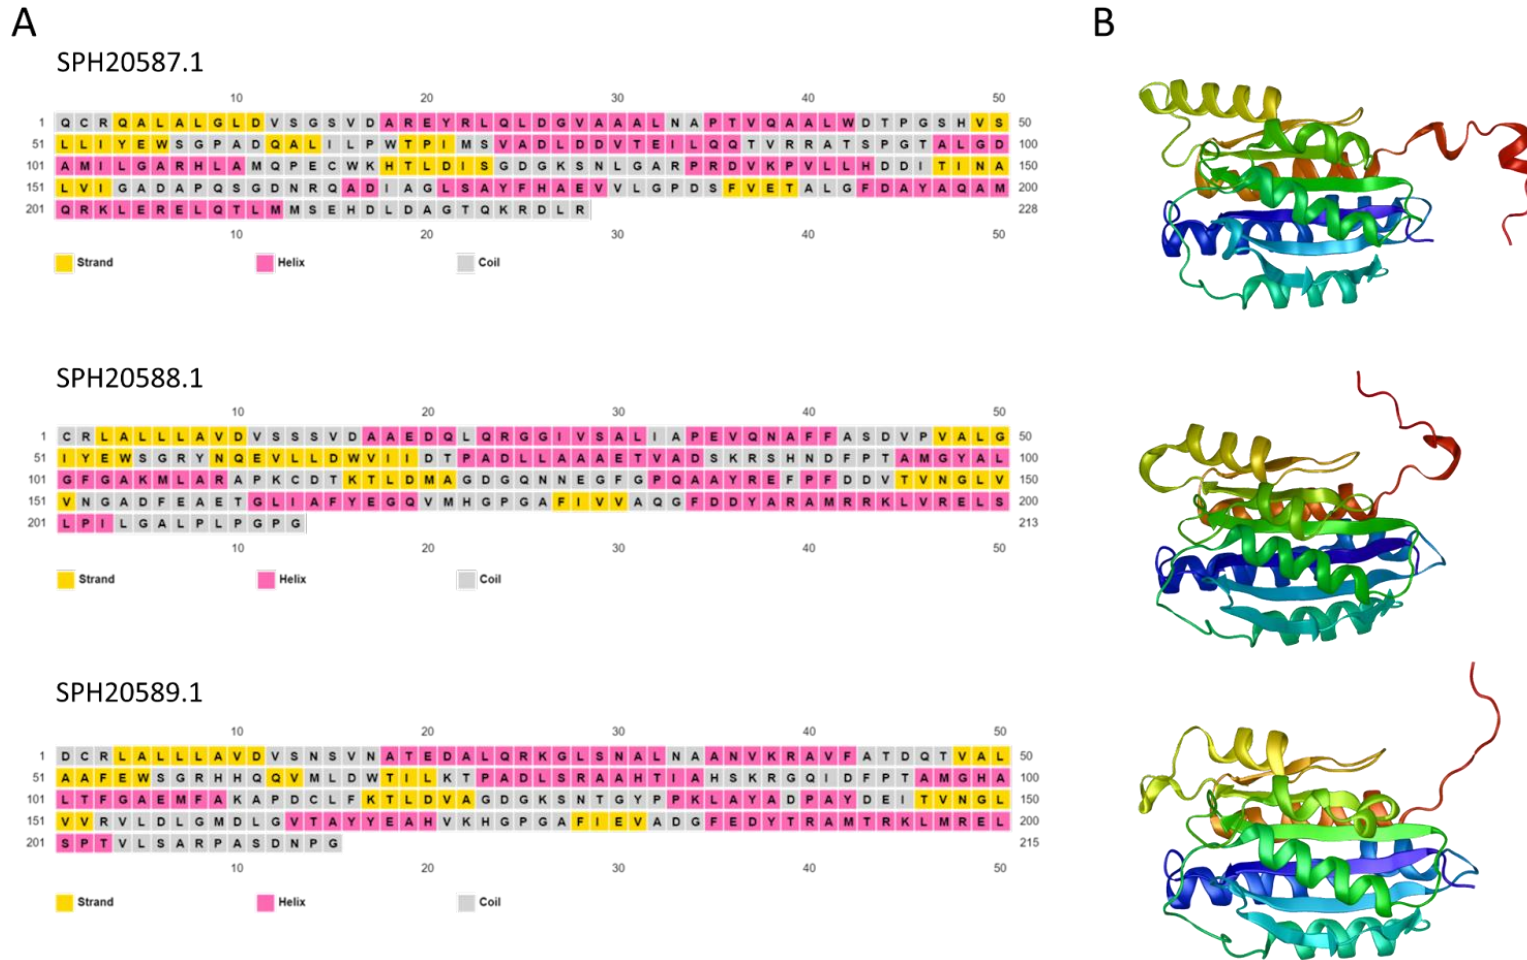 A
B
SPH20587.1
10 20 30 40 50
1 Q C R Q A L A L G L D V S G S V D A R E Y R L Q L D G V A A A L N A P T V Q A A L W D T P G S H V S 50
51 L L I Y E W S G P A D Q A L I L P W T P I M S V A D L D D V T E I L Q Q T V R R A T S P G T A L G D 100
101 A M I L G A R H L A M Q P E C W K H T L D I S G D G K S N L G A R P R D V K P V L L H D D I T I N A 150
151 L V I G A D A P Q S G D N R Q A D I A G L S A Y F H A E V V L G P D S F V E T A L G F D A Y A Q A M 200
201 Q R K L E R E L Q T L M M S E H D L D A G T Q K R D L R 228
10 20 30 40 50
Strand Helix Coil
SPH20588.1
10 20 30 40 50
1 C R L A L L L A V D V S S S V D A A E D Q L Q R G G I V S A L I A P E V Q N A F F A S D V P V A L G 50
51 I Y E W S G R Y N Q E V L L D W V I I D T P A D L L A A A E T V A D S K R S H N D F P T A M G Y A L 100
101 G F G A K M L A R A P K C D T K T L D M A G D G Q N N E G F G P Q A A Y R E F P F D D V T V N G L V 150
151 V N G A D F E A E T G L I A F Y E G Q V M H G P G A F I V V A Q G F D D Y A R A M R R K L V R E L S 200
201 L P I L G A L P L P G P G 213
10 20 30 40 50
Strand Helix Coil
SPH20589.1
10 20 30 40 50
1 D C R L A L L L A V D V S N S V N A T E D A L Q R K G L S N A L N A A N V K R A V F A T D Q T V A L 50
51 A A F E W S G R H H Q Q V M L D W T I L K T P A D L S R A A H T I A H S K R G Q I D F P T A M G H A 100
101 L T F G A E M F A K A P D C L F K T L D V A G D G K S N T G Y P P K L A Y A D P A Y D E I T V N G L 150
151 V V R V L D L G M D L G V T A Y Y E A H V K H G P G A F I E V A D G F E D Y T R A M T R K L M R E L 200
201 S P T V L S A R P A S D N P G 215
10 20 30 40 50
Strand Helix Coil